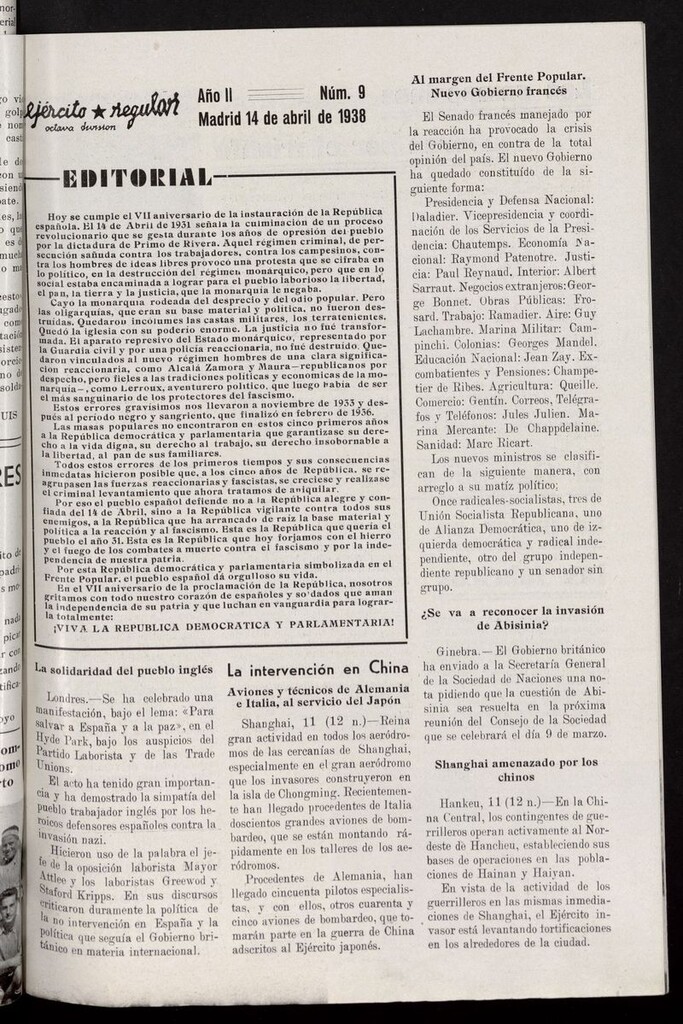 Ejército ★ regular
octava division
Año II
Núm. 9
Madrid 14 de abril de 1938
EDITORIAL
Hoy se cumple el VII aniversario de la instauración de la República
española. El 14 de Abril de 1931 señala la culminación de un proceso
revolucionario que se gesta durante los años de opresión del pueblo
por la dictadura de Primo de Rivera. Aquel régimen criminal, de per-
secución sañuda contra los trabajadores, contra los campesinos, con-
tra los hombres de ideas libres provoco una protesta que se cifraba en
lo político, en la destrucción del régimen monárquico, pero que en lo
social estaba encaminada a lograr para el pueblo laborioso la libertad,
el pan, la tierra y la justicia, que la monarquía le negaba.
Cayo la monarquía rodeada del desprecio y del odio popular. Pero
las oligarquías, que eran su base material y política, no fueron des-
truidas. Quedaron incolumes las castas militares, los terratenientes.
Quedó la iglesia con su poderío enorme. La justicia no fué transfor-
mada. El aparato represivo del Estado monárquico, representado por
la Guardia civil y por una policía reaccionaria, no fué destruido. Que-
daron vinculados al nuevo régimen hombres de una clara significa-
cion reaccionaria, como Alcalá Zamora y Maura—republicanos por
despecho, pero fieles a las tradiciones políticas y economicas de la mo-
narquía—, como Lerroux, aventurero político, que luego había de ser
el más sanguinario de los protectores del fascismo.
Estos errores gravísimos nos llevaron a noviembre de 1933 y des-
pués al período negro y sangriento, que finalizó en febrero de 1936.
Las masas populares no encontraron en estos cinco primeros años
a la República democrática y parlamentaria que garantizase su dere-
cho a la vida digna, su derecho al trabajo, su derecho insobornable a
la libertad, al pan de sus familiares.
Todos estos errores de los primeros tiempos y sus consecuencias
inmedatas hicieron posible que, a los cinco años de República, se re-
agrupasen las fuerzas reaccionarias y fascistas, se creciese y realizase
el criminal levantamiento que ahora tratamos de aniquilar.
Por eso el pueblo español defiende no a la República alegre y con-
fiada del 14 de Abril, sino a la República vigilante contra todos sus
enemigos, a la República que ha arrancado de raíz la base material y
política a la reacción y al fascismo. Esta es la República que quería el
pueblo el año 31. Esta es la República que hoy forjamos con el hierro
y el fuego de los combates a muerte contra el fascismo y por la inde-
pendencia de nuestra patria.
Por esta República democrática y parlamentaria simbolizada en el
Frente Popular, el pueblo español dá orgulloso su vida.
En el VII aniversario de la proclamación de la República, nosotros
gritamos con todo nuestro corazón de españoles y soldados que aman
la independencia de su patria y que luchan en vanguardia para lograr-
la totalmente:
¡VIVA LA REPUBLICA DEMOCRATICA Y PARLAMENTARIA!
La solidaridad del pueblo inglés
Londres.—Se ha celebrado una
manifestación, bajo el lema: «Para
salvar a España y a la paz», en el
Hyde Park, bajo los auspicios del
Partido Laborista y de las Trade
Unions.
El acto ha tenido gran importan-
cia y ha demostrado la simpatía del
pueblo trabajador inglés por los he-
roicos defensores españoles contra la
invasión nazi.
Hicieron uso de la palabra el je-
fe de la oposición laborista Mayor
Attlee y los laboristas Greewod y
Staford Kripps. En sus discursos
criticaron duramente la política de
la no intervención en España y la
política que seguía el Gobierno bri-
tánico en materia internacional.
La intervención en China
Aviones y técnicos de Alemania
e Italia, al servicio del Japón
Shanghai, 11 (12 n.)—Reina
gran actividad en todos los aeródro-
mos de las cercanías de Shanghai,
especialmente en el gran aeródromo
que los invasores construyeron en
la isla de Chongming. Recientemen-
te han llegado procedentes de Italia
doscientos grandes aviones de bom-
bardeo, que se están montando rá-
pidamente en los talleres de los ae-
ródromos.
Procedentes de Alemania, han
llegado cincuenta pilotos especialis-
tas, y con ellos, otros cuarenta y
cinco aviones de bombardeo, que to-
marán parte en la guerra de China
adscritos al Ejército japonés.
Al margen del Frente Popular.
Nuevo Gobierno francés
El Senado francés manejado por
la reacción ha provocado la crisis
del Gobierno, en contra de la total
opinión del país. El nuevo Gobierno
ha quedado constituído de la si-
guiente forma:
Presidencia y Defensa Nacional:
Daladier. Vicepresidencia y coordi-
nación de los Servicios de la Presi-
dencia: Chautemps. Economía Na-
cional: Raymond Patenotre. Justi-
cia: Paul Reynaud. Interior: Albert
Sarraut. Negocios extranjeros: Geor-
ge Bonnet. Obras Públicas: Fro-
sard. Trabajo: Ramadier. Aire: Guy
Lachambre. Marina Militar: Cam-
pinchi. Colonias: Georges Mandel.
Educación Nacional: Jean Zay. Ex-
combatientes y Pensiones: Champe-
tier de Ribes. Agricultura: Queille.
Comercio: Gentín. Correos, Telégra-
fos y Teléfonos: Jules Julien. Ma-
rina Mercante: De Chappdelaine.
Sanidad: Marc Ricart.
Los nuevos ministros se clasifi-
can de la siguiente manera, con
arreglo a su matíz político;
Once radicales-socialistas, tres de
Unión Socialista Republicana, uno
de Alianza Democrática, uno de iz-
quierda democrática y radical inde-
pendiente, otro del grupo indepen-
diente republicano y un senador sin
grupo.
¿Se va a reconocer la invasión
de Abisinia?
Ginebra.—El Gobierno británico
ha enviado a la Secretaría General
de la Sociedad de Naciones una no-
ta pidiendo que la cuestión de Abi-
sinia sea resuelta en la próxima
reunión del Consejo de la Sociedad
que se celebrará del día 9 de marzo.
Shanghai amenazado por los
chinos
Hankeu, 11 (12 n.)—En la Chi-
na Central, los contingentes de gue-
rrilleros operan activamente al Nor-
deste de Hancheu, estableciendo sus
bases de operaciones en las pobla-
ciones de Hainan y Haiyan.
En vista de la actividad de los
guerrilleros en las mismas inmedia-
ciones de Shanghai, el Ejército in-
vasor está levantando fortificaciones
en los alrededores de la ciudad.